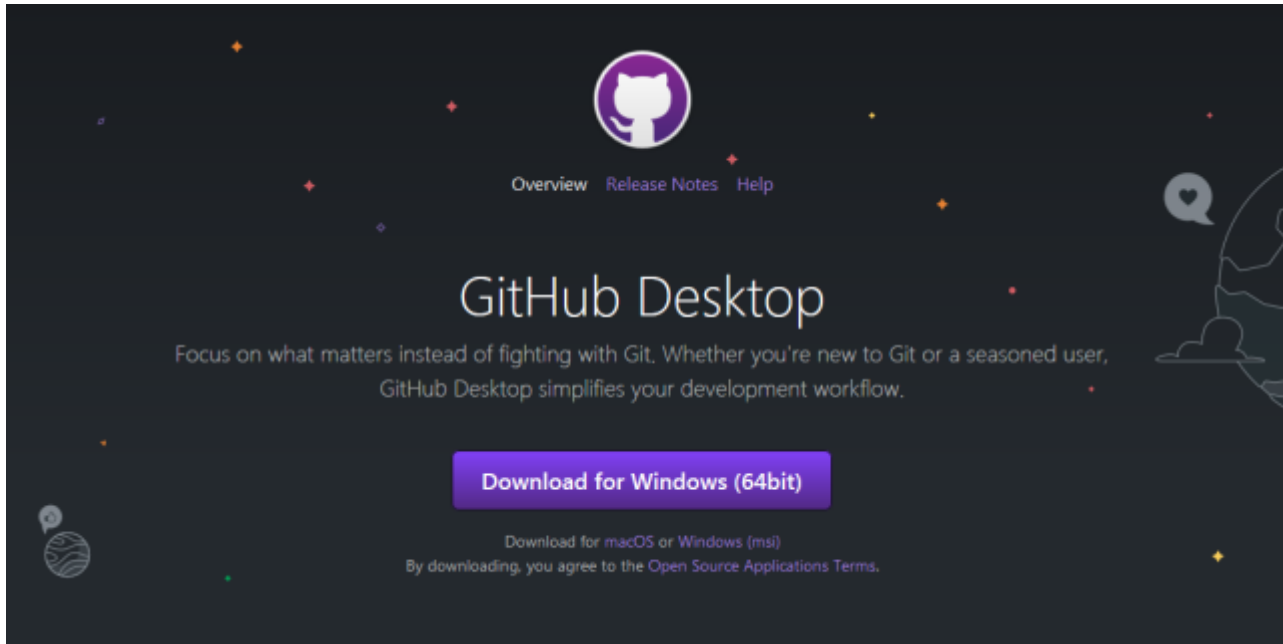 Overview Release Notes Help
GitHub Desktop
Focus on what matters instead of fighting with Git. Whether you're new to Git or a seasoned user,
GitHub Desktop simplifies your development workflow.
Download for Windows (64bit)
Download for macOS or Windows (msi)
By downloading, you agree to the Open Source Applications Terms.